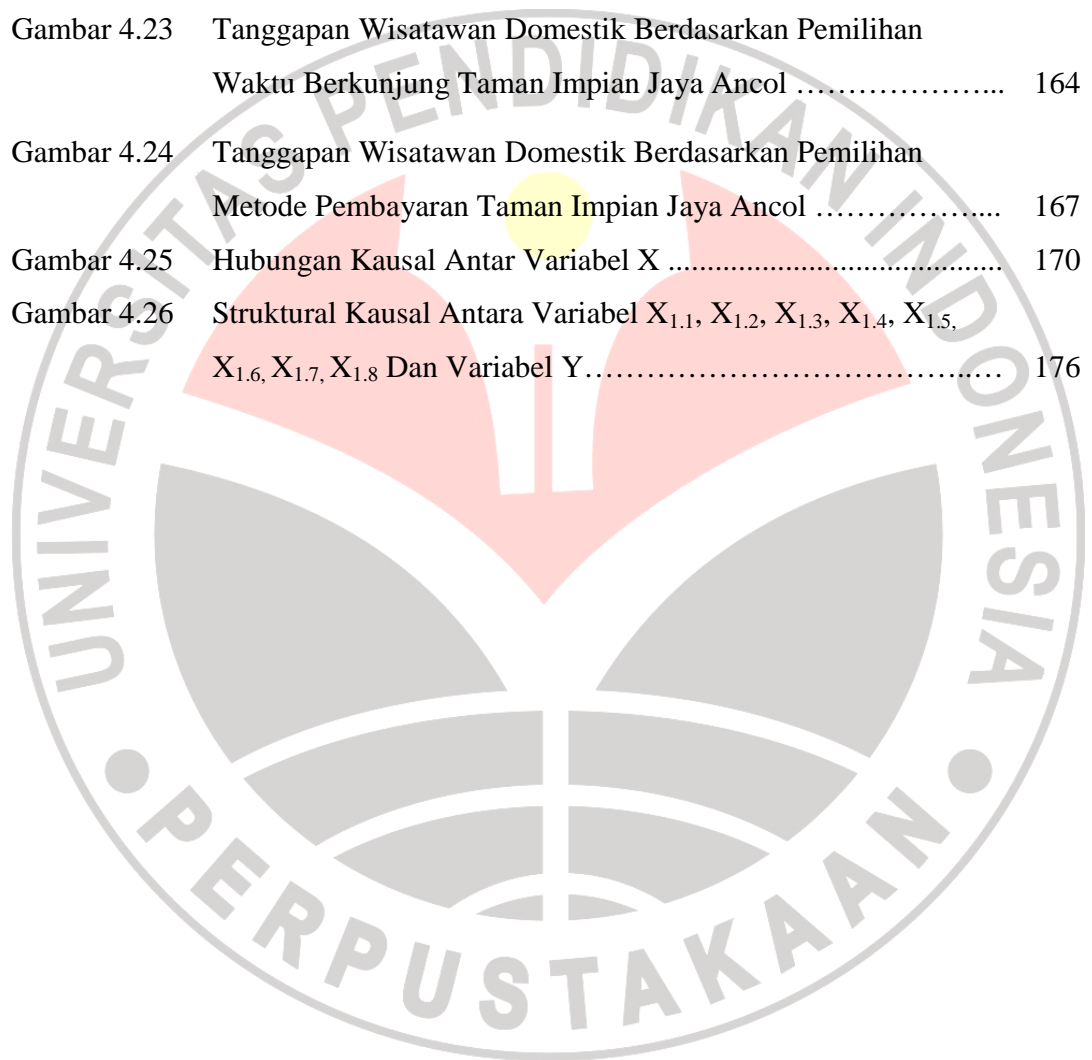 Gambar 4.23 Tanggapan Wisatawan Domestik Berdasarkan Pemilihan
Waktu Berkunjung Taman Impian Jaya Ancol ………………... 164
Gambar 4.24 Tanggapan Wisatawan Domestik Berdasarkan Pemilihan
Metode Pembayaran Taman Impian Jaya Ancol …………….... 167
Gambar 4.25 Hubungan Kausal Antar Variabel X ........................................... 170
Gambar 4.26 Struktural Kausal Antara Variabel X1.1, X1.2, X1.3, X1.4, X1.5,
X1.6, X1.7, X1.8 Dan Variabel Y……………………………….…. 176
UNIVERSITAS PENDIDIKAN INDONESIA
PERPUSTAKAAN